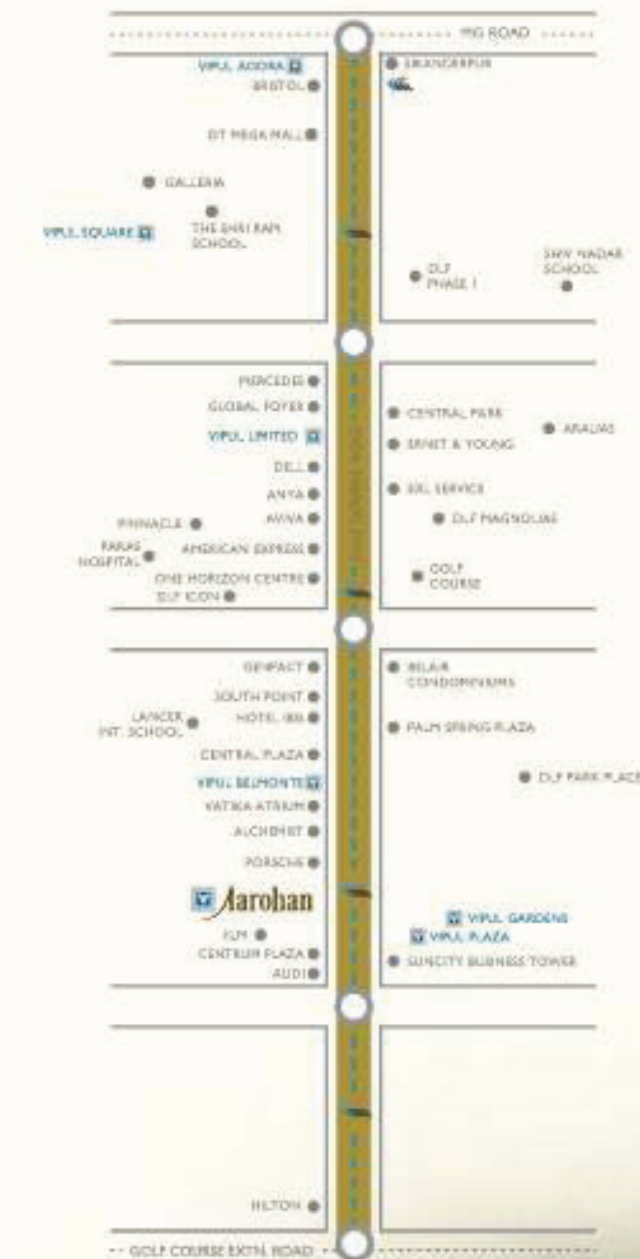 MG ROAD
VIPUL AGORA
SIKANDERPUR
BRISTOL
DT MEGA MALL
GALLERIA
VIPUL SQUARE
THE SHRI RAM
SCHOOL
DLF
PHASE 1
SHIV NADAR
SCHOOL
MERCEDES
GLOBAL FOYER
CENTRAL PARK
VIPUL LIMITED
ARALIAS
ERNST & YOUNG
DELL
ANYA
EXL SERVICE
AVIVA
PINNACLE
DLF MAGNOLIAS
PARAS
HOSPITAL
AMERICAN EXPRESS
ONE HORIZON CENTRE
GOLF
COURSE
DLF ICON
GENPACT
BELAIR
CONDOMINIUMS
SOUTH POINT
HOTEL IBIS
LANCER
INT. SCHOOL
PALM SPRING PLAZA
CENTRAL PLAZA
VIPUL BELMONTE
DLF PARK PLACE
VATIKA ATRIUM
ALCHEMIST
PORSCHE
Aarohan
VIPUL GARDENS
VIPUL PLAZA
CENTRUM PLAZA
SUNCITY BUSINESS TOWER
AUDI
HILTON
GOLF COURSE EXTN. ROAD